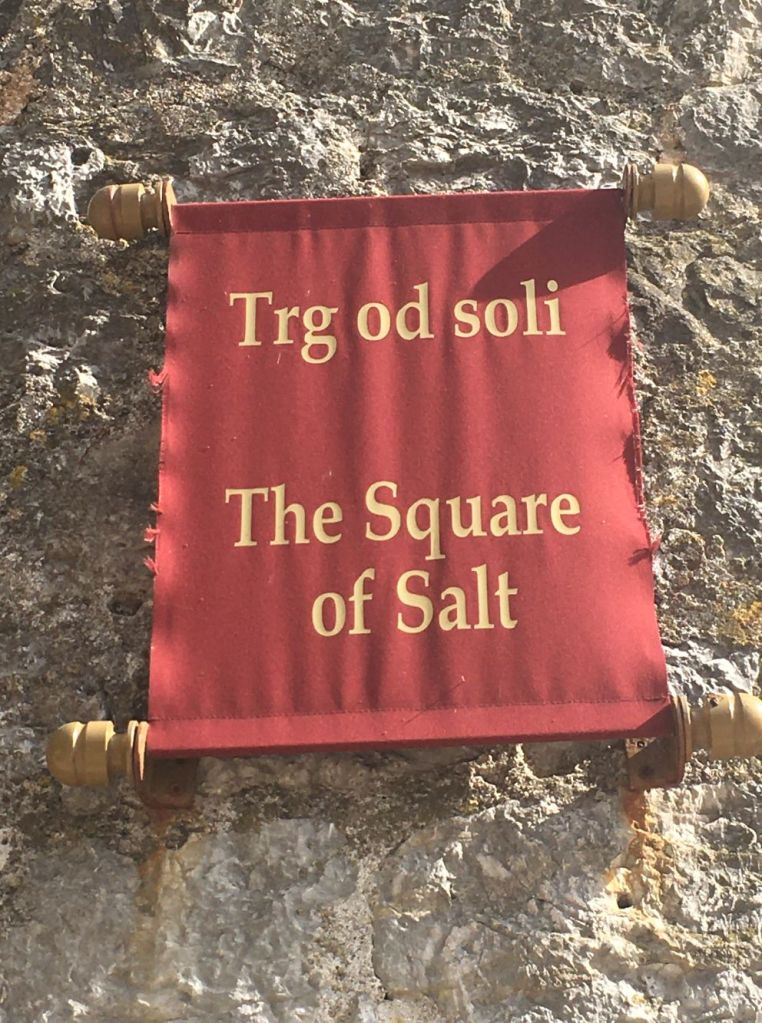 Trg od soli
The Square
of Salt